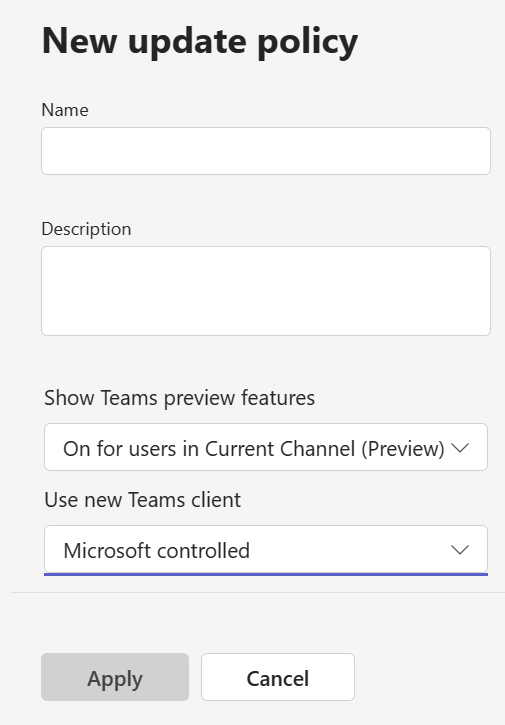 New update policy
Name
Description
Show Teams preview features
On for users in Current Channel (Preview)
Use new Teams client
Microsoft controlled
Apply
Cancel